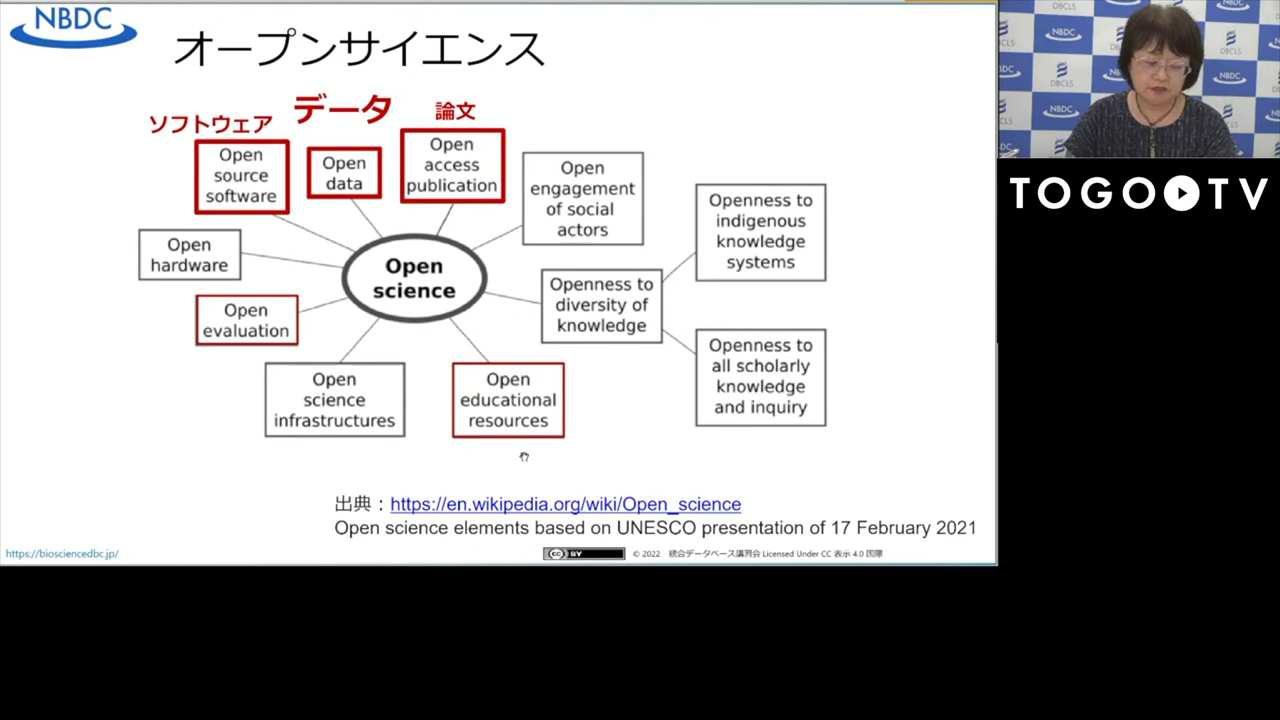 NBDC
オープンサイエンス
ソフトウェア
データ
論文
Open
source
software
Open
data
Open
access
publication
Open
engagement
of social
actors
Openness to
indigenous
knowledge
systems
Open
hardware
Open
science
Openness to
diversity of
knowledge
Open
evaluation
Openness to
all scholarly
knowledge
and inquiry
Open
science
infrastructures
Open
educational
resources
出典：https://en.wikipedia.org/wiki/Open_science
Open science elements based on UNESCO presentation of 17 February 2021
https://biosciencedbc.jp/
CC BY
© 2022 統合データベース講習会 Licensed Under CC 表示 4.0 国際
NBDC
DBCLS
TOGO TV